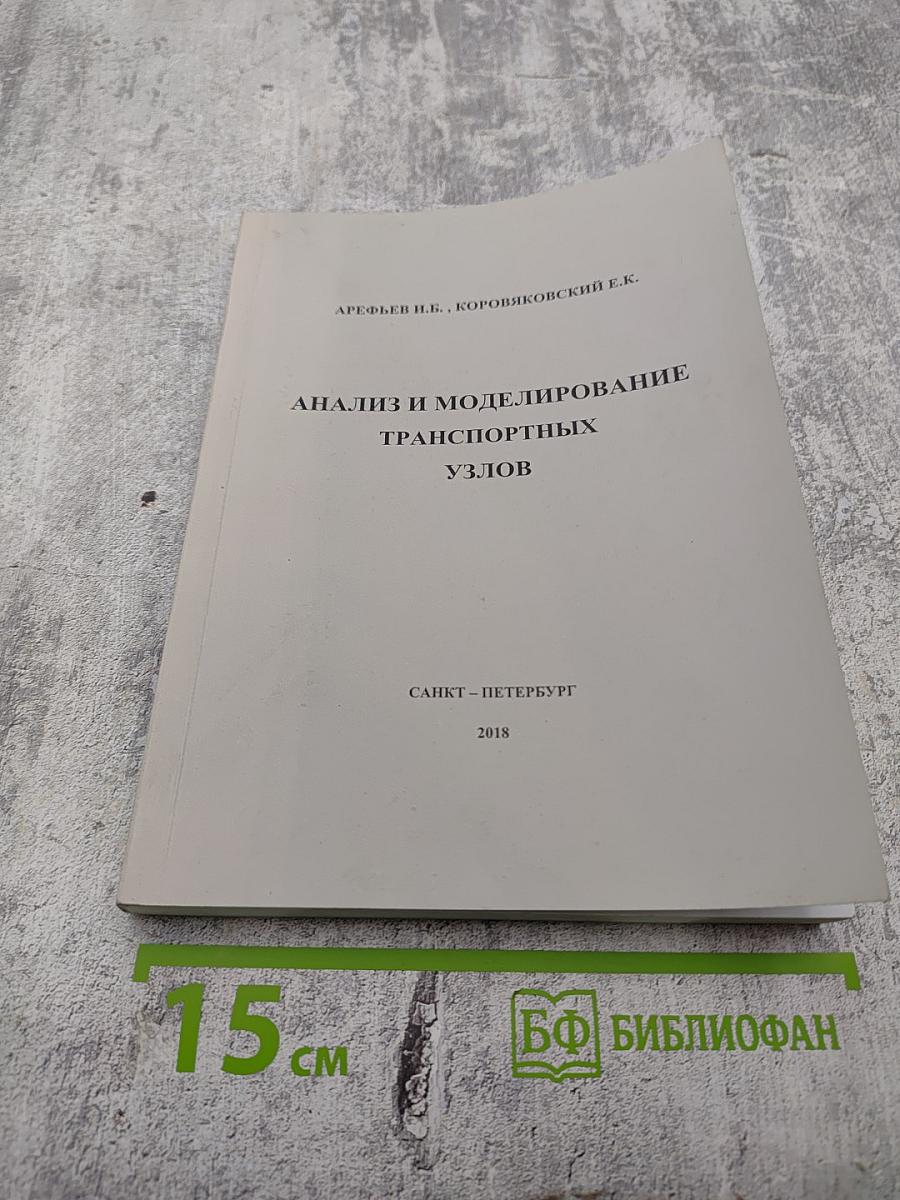 АРЕФЬЕВ И.Б. , КОРОВЯКОВСКИЙ Е.К.
АНАЛИЗ И МОДЕЛИРОВАНИЕ
ТРАНСПОРТНЫХ
УЗЛОВ
САНКТ – ПЕТЕРБУРГ
2018
15 СМ
БФ БИБЛИОФАН